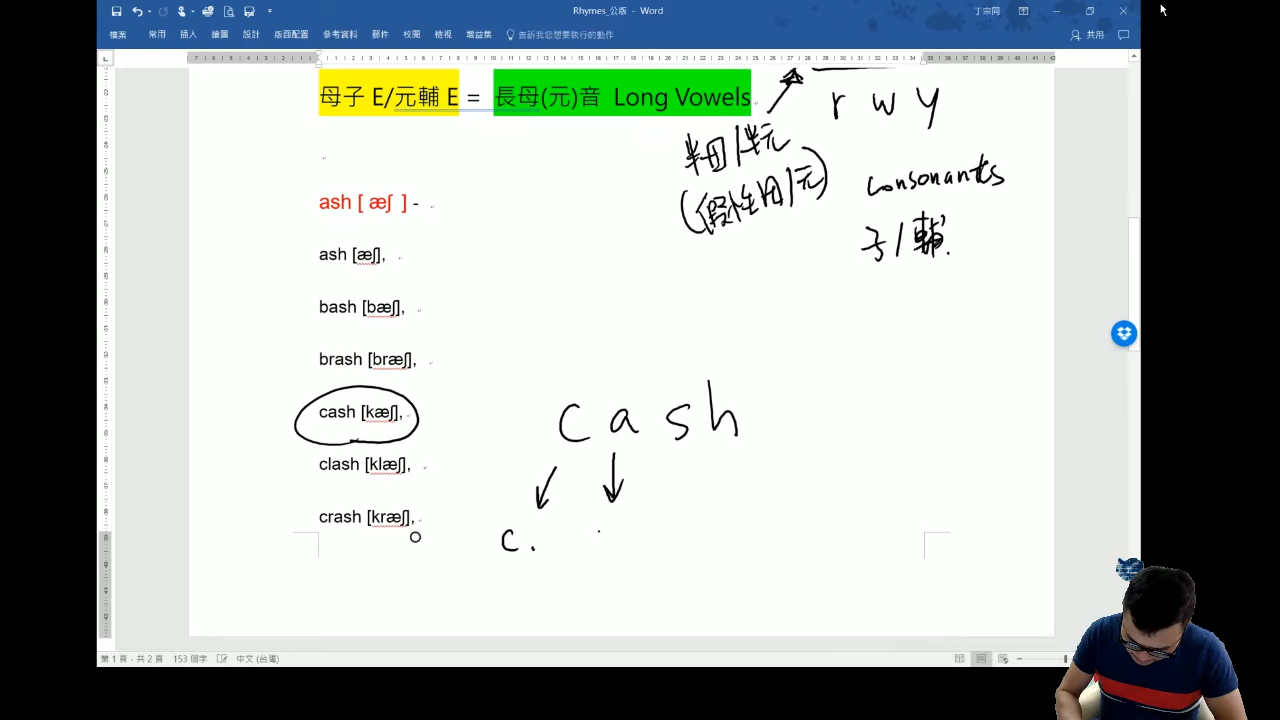 Rhymes_公版 - Word
丁宗同
檔案 常用 插入 繪圖 設計 版面配置 參考資料 郵件 校閱 檢視 增益集 告訴我您想要執行的動作 共用
母子 E/元輔 E = 長母(元)音 Long Vowels
r w y
半母/半元
(假性母/元)
consonants
子/輔
ash [ æʃ ] -
ash [æʃ],
bash [bæʃ],
brash [bræʃ],
cash [kæʃ],
c a s h
clash [klæʃ],
crash [kræʃ],
c.
第 1 頁，共 2 頁 153 個字 中文 (台灣)